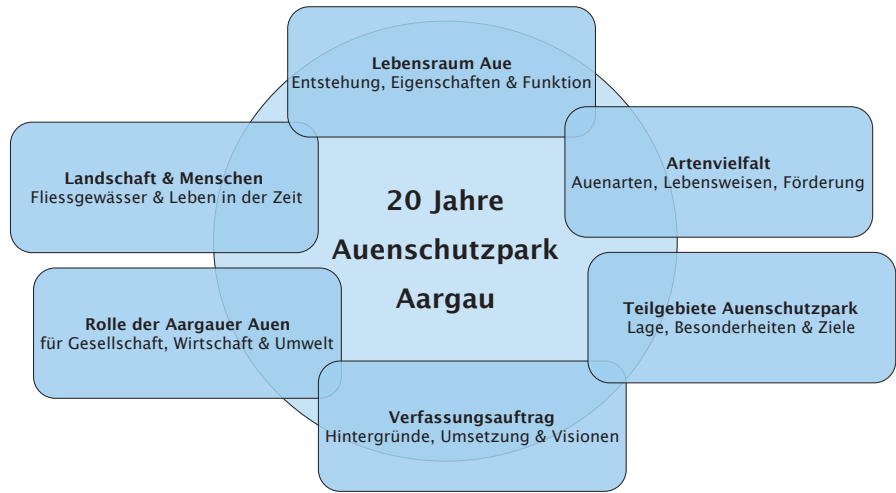 Lebensraum Aue
Entstehung, Eigenschaften & Funktion
Artenvielfalt
Auenarten, Lebensweisen, Förderung
Landschaft & Menschen
Fliessgewässer & Leben in der Zeit
20 Jahre
Auenschutzpark
Aargau
Teilgebiete Auenschutzpark
Lage, Besonderheiten & Ziele
Rolle der Aargauer Auen
für Gesellschaft, Wirtschaft & Umwelt
Verfassungsauftrag
Hintergründe, Umsetzung & Visionen